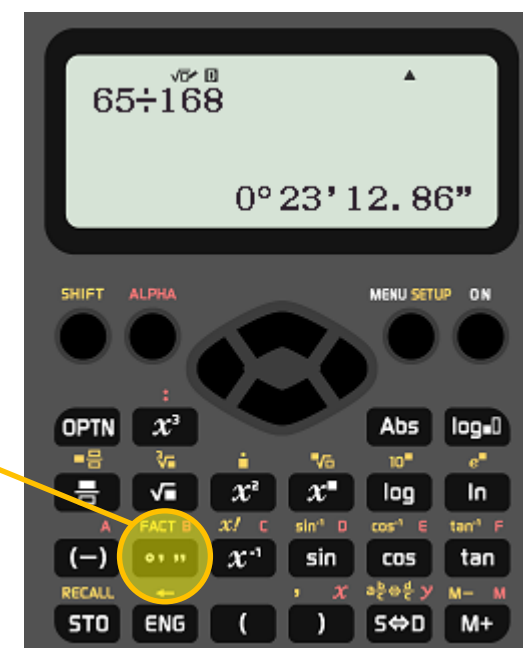 √▱ D ▲
65÷168
0°23’12.86”
SHIFT ALPHA MENU SETUP ON
:
OPTN x³ Abs log■▯
■⌸ ³√■ ∎ ■√▫ 10■ e■
√■ x² x■ log ln
A FACT B x! C sin⁻¹ D cos⁻¹ E tan⁻¹ F
(−) °’” x⁻¹ sin cos tan
RECALL ← , x a b/c⇔d/c y M− M
STO ENG ( ) S⇔D M+